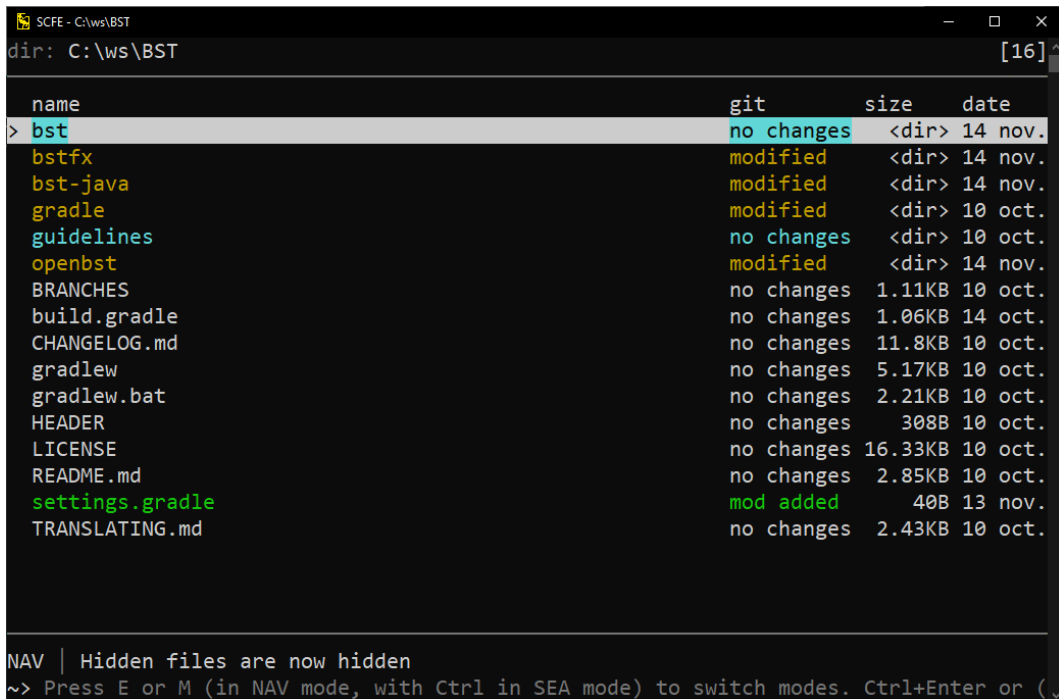 SCFE - C:\ws\BST
dir: C:\ws\BST [16]
name git size date
> bst no changes <dir> 14 nov.
bstfx modified <dir> 14 nov.
bst-java modified <dir> 14 nov.
gradle modified <dir> 10 oct.
guidelines no changes <dir> 10 oct.
openbst modified <dir> 14 nov.
BRANCHES no changes 1.11KB 10 oct.
build.gradle no changes 1.06KB 14 oct.
CHANGELOG.md no changes 11.8KB 10 oct.
gradlew no changes 5.17KB 10 oct.
gradlew.bat no changes 2.21KB 10 oct.
HEADER no changes 308B 10 oct.
LICENSE no changes 16.33KB 10 oct.
README.md no changes 2.85KB 10 oct.
settings.gradle mod added 40B 13 nov.
TRANSLATING.md no changes 2.43KB 10 oct.
NAV | Hidden files are now hidden
~> Press E or M (in NAV mode, with Ctrl in SEA mode) to switch modes. Ctrl+Enter or (